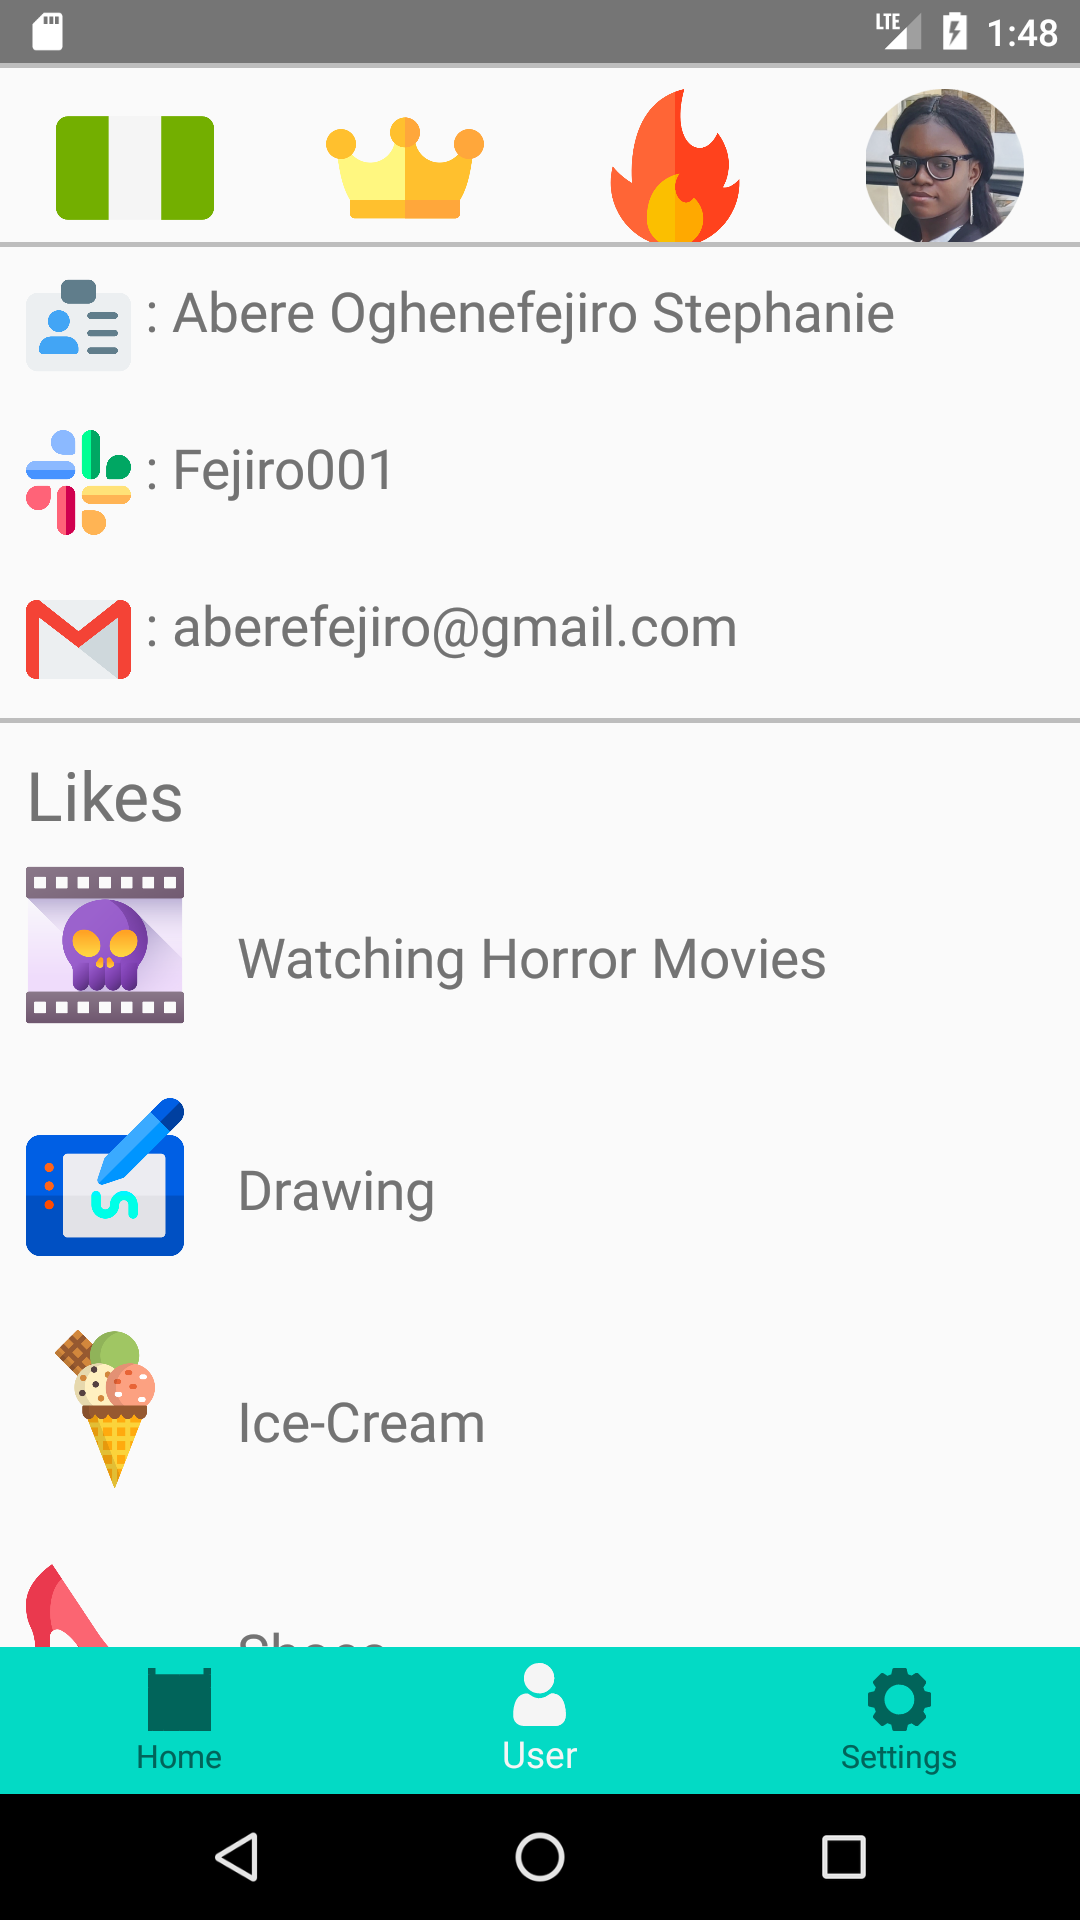 LTE 1:48
: Abere Oghenefejiro Stephanie
: Fejiro001
: aberefejiro@gmail.com
Likes
Watching Horror Movies
Drawing
Ice-Cream
Home User Settings